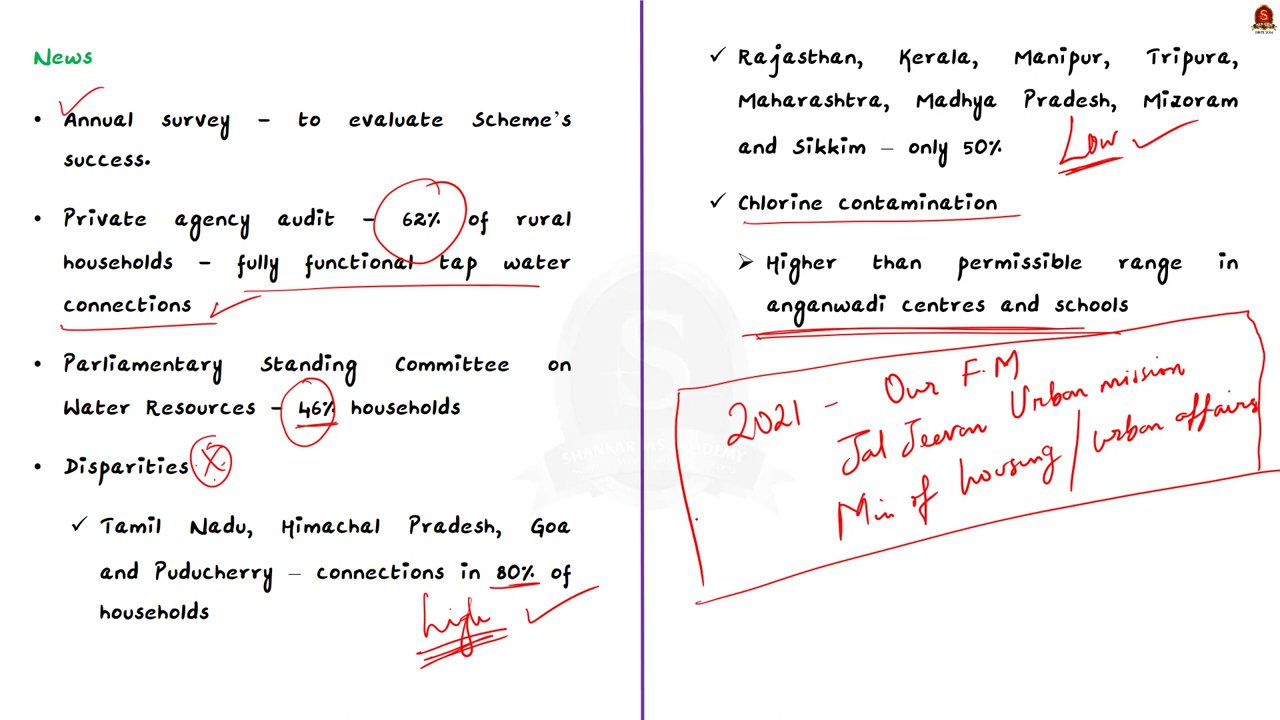 News
• Annual survey – to evaluate Scheme's
success.
• Private agency audit – 62% of rural
households – fully functional tap water
connections
• Parliamentary Standing Committee on
Water Resources – 46% households
• Disparities
✓ Tamil Nadu, Himachal Pradesh, Goa
and Puducherry – connections in 80% of
households
high
✓ Rajasthan, Kerala, Manipur, Tripura,
Maharashtra, Madhya Pradesh, Mizoram
and Sikkim – only 50%
Low
✓ Chlorine contamination
➢ Higher than permissible range in
anganwadi centres and schools
2021 – Our F.M
Jal Jeevan Urban mission
Min of housing / urban affairs
SHANKAR IAS ACADEMY